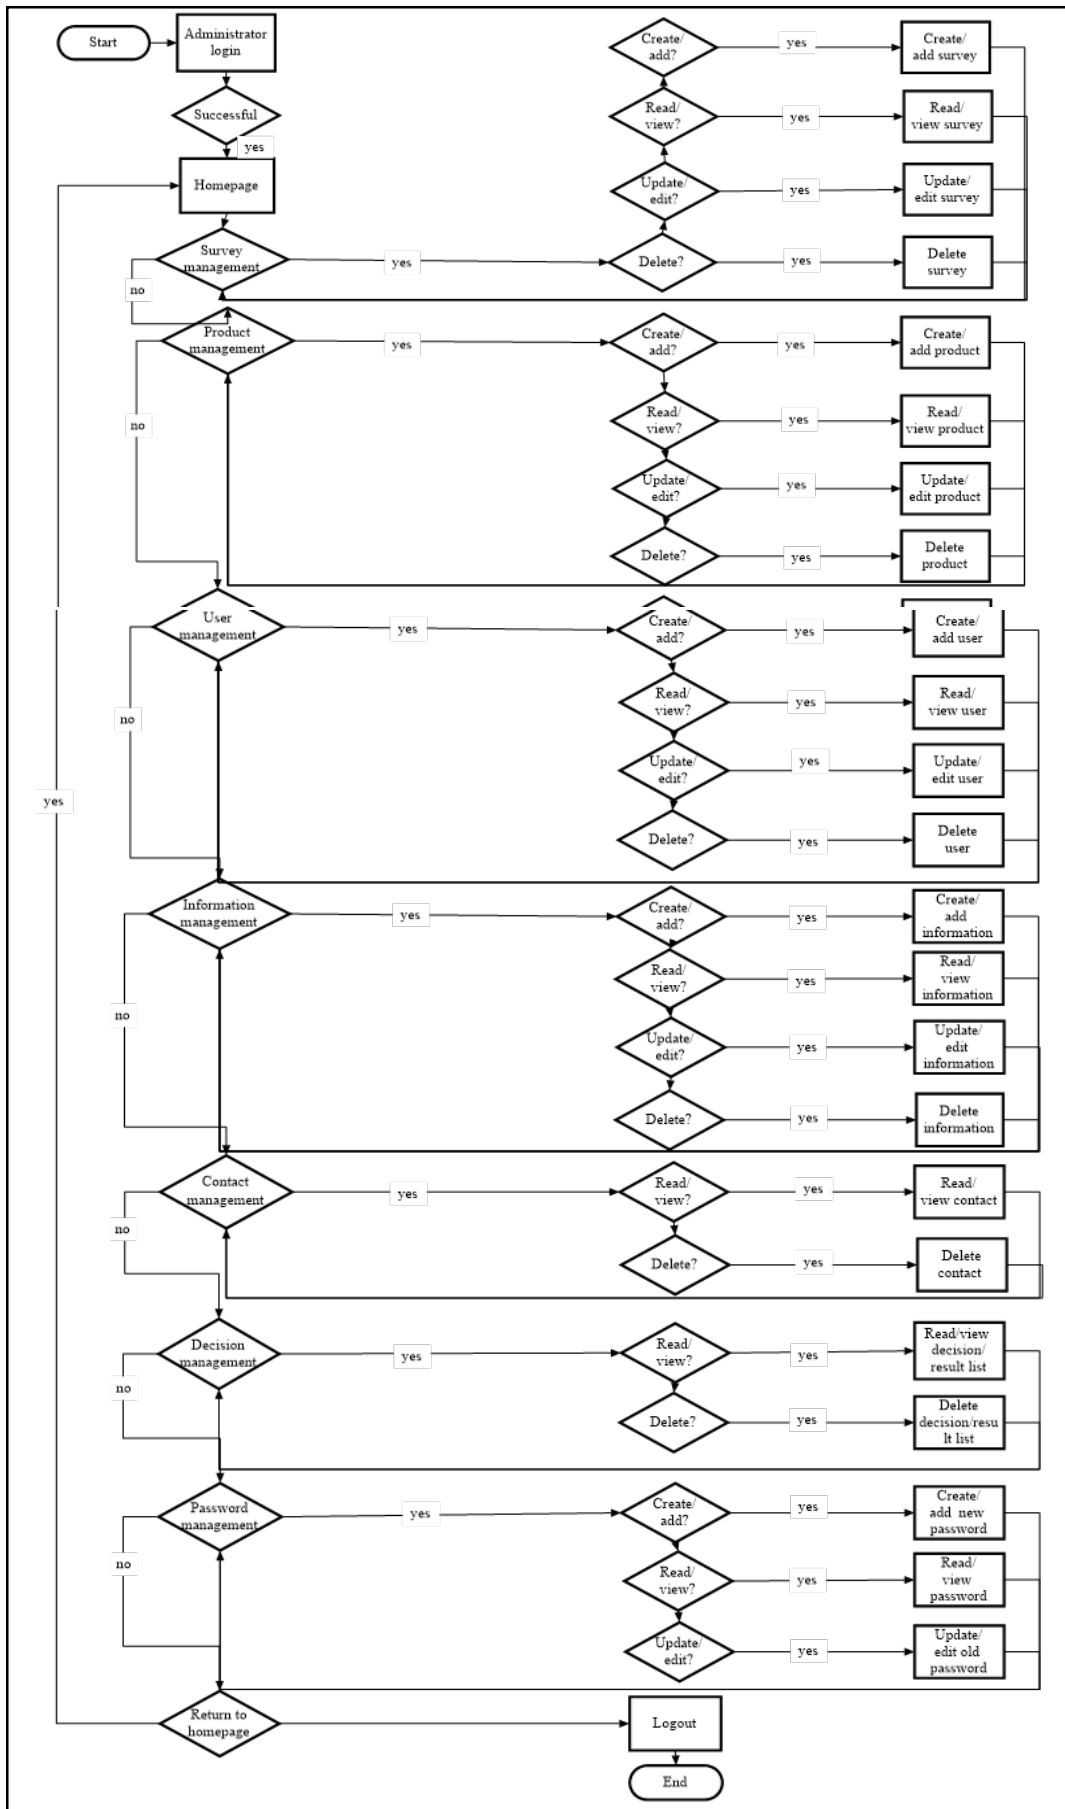 Start
Administrator
login
Successful
yes
Homepage
Survey
management
yes
no
Create/
add?
yes
Create/
add survey
Read/
view?
yes
Read/
view survey
Update/
edit?
yes
Update/
edit survey
Delete?
yes
Delete
survey
Product
management
yes
no
Create/
add?
yes
Create/
add product
Read/
view?
yes
Read/
view product
Update/
edit?
yes
Update/
edit product
Delete?
yes
Delete
product
User
management
yes
no
Create/
add?
yes
Create/
add user
Read/
view?
yes
Read/
view user
Update/
edit?
yes
Update/
edit user
yes
Delete?
yes
Delete
user
Information
management
yes
no
Create/
add?
yes
Create/
add
information
Read/
view?
yes
Read/
view
information
Update/
edit?
yes
Update/
edit
information
Delete?
yes
Delete
information
Contact
management
yes
no
Read/
view?
yes
Read/
view contact
Delete?
yes
Delete
contact
Decision
management
yes
no
Read/
view?
yes
Read/view
decision/
result list
Delete?
yes
Delete
decision/resu
lt list
Password
management
yes
no
Create/
add?
yes
Create/
add new
password
Read/
view?
yes
Read/
view
password
Update/
edit?
yes
Update/
edit old
password
Return to
homepage
Logout
End